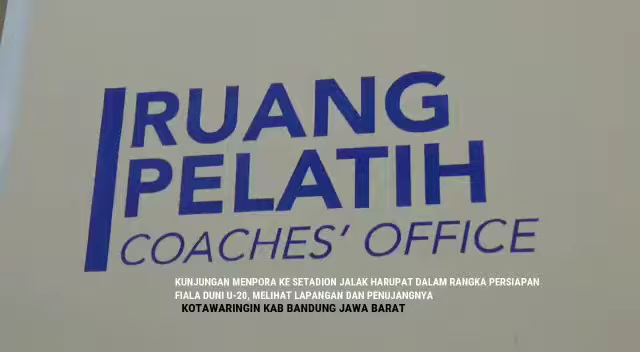 RUANG
PELATIH
COACHES' OFFICE
KUNJUNGAN MENPORA KE SETADION JALAK HARUPAT DALAM RANGKA PERSIAPAN
FIALA DUNI U-20, MELIHAT LAPANGAN DAN PENUJANGNYA
KOTAWARINGIN KAB BANDUNG JAWA BARAT